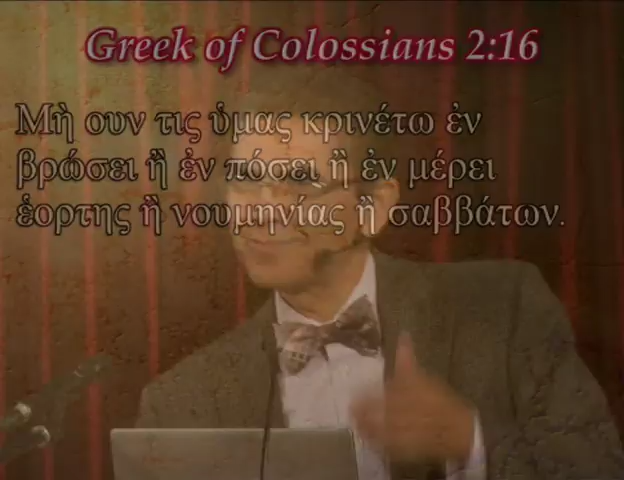 Greek of Colossians 2:16
Μὴ ουν τις ὑμας κρινέτω ἐν
βρώσει ἢ ἐν πόσει ἢ ἐν μέρει
ἑορτης ἢ νουμηνίας ἢ σαββάτων.